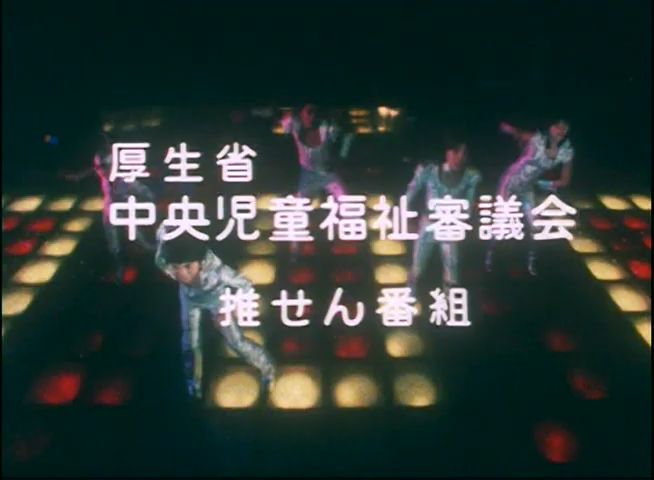 厚生省
中央児童福祉審議会
推せん番組